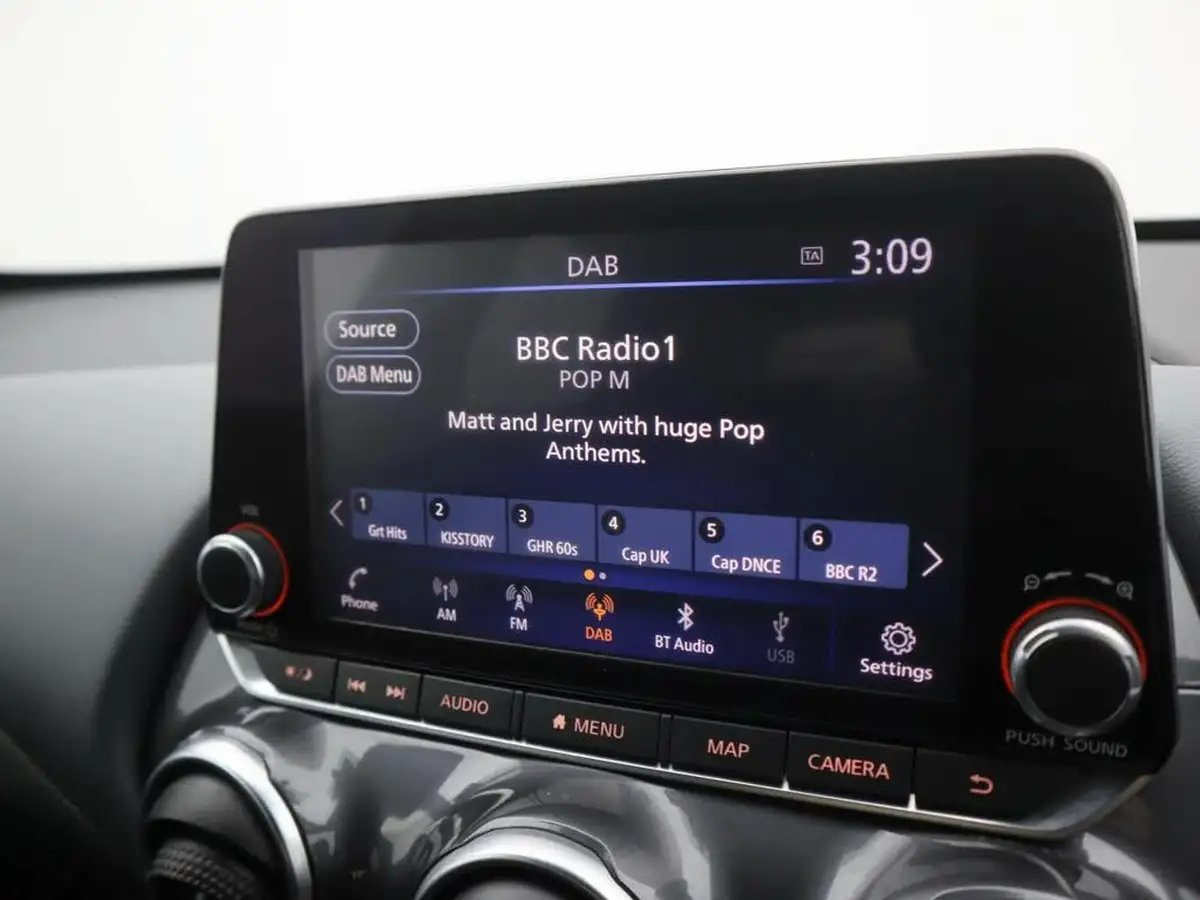 DAB
TA
3:09
Source
BBC Radio1
DAB Menu
POP M
Matt and Jerry with huge Pop
Anthems.
1 Grt Hits
2 KISSTORY
3 GHR 60s
4 Cap UK
5 Cap DNCE
6 BBC R2
Phone
AM
FM
DAB
BT Audio
USB
Settings
VOL
AUDIO
MENU
MAP
CAMERA
PUSH SOUND